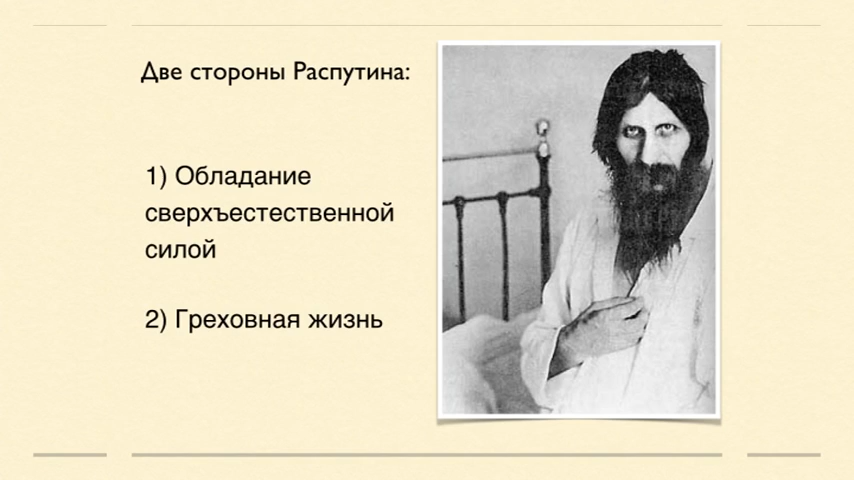 Две стороны Распутина:
1) Обладание
сверхъестественной
силой
2) Греховная жизнь